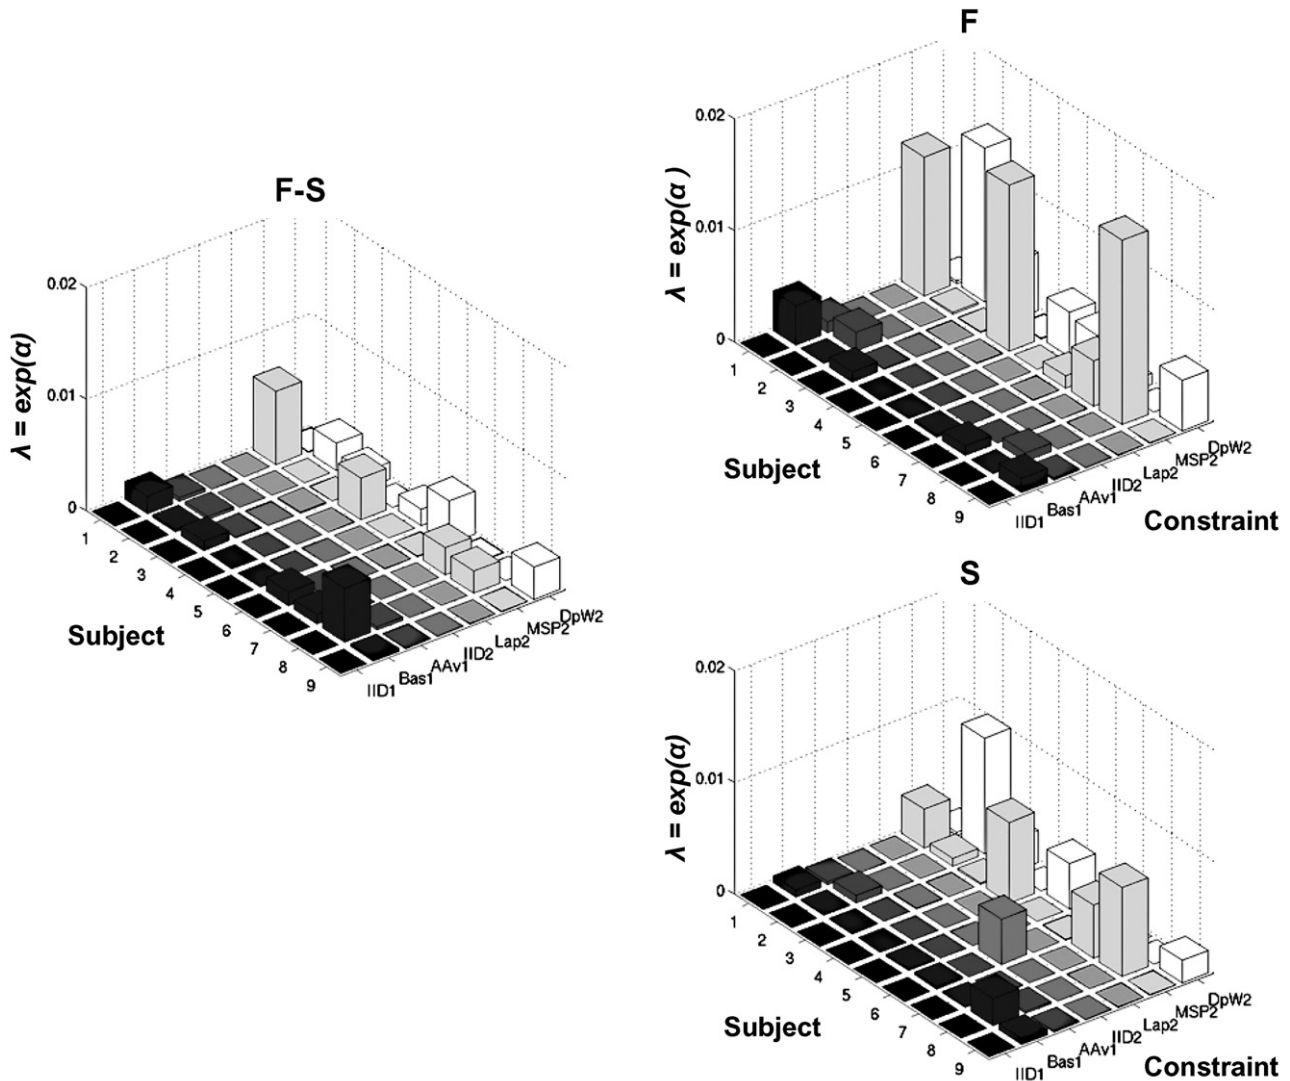 F-S
0.02
0.01
0
λ = exp(α)
1
2
3
4
5
6
7
8
9
Subject
IID1
Bas1
AAv1
IID2
Lap2
MSP2
DpW2
F
0.02
0.01
0
λ = exp(α )
1
2
3
4
5
6
7
8
9
Subject
IID1
Bas1
AAv1
IID2
Lap2
MSP2
DpW2
Constraint
S
0.02
0.01
0
λ = exp(α)
1
2
3
4
5
6
7
8
9
Subject
IID1
Bas1
AAv1
IID2
Lap2
MSP2
DpW2
Constraint